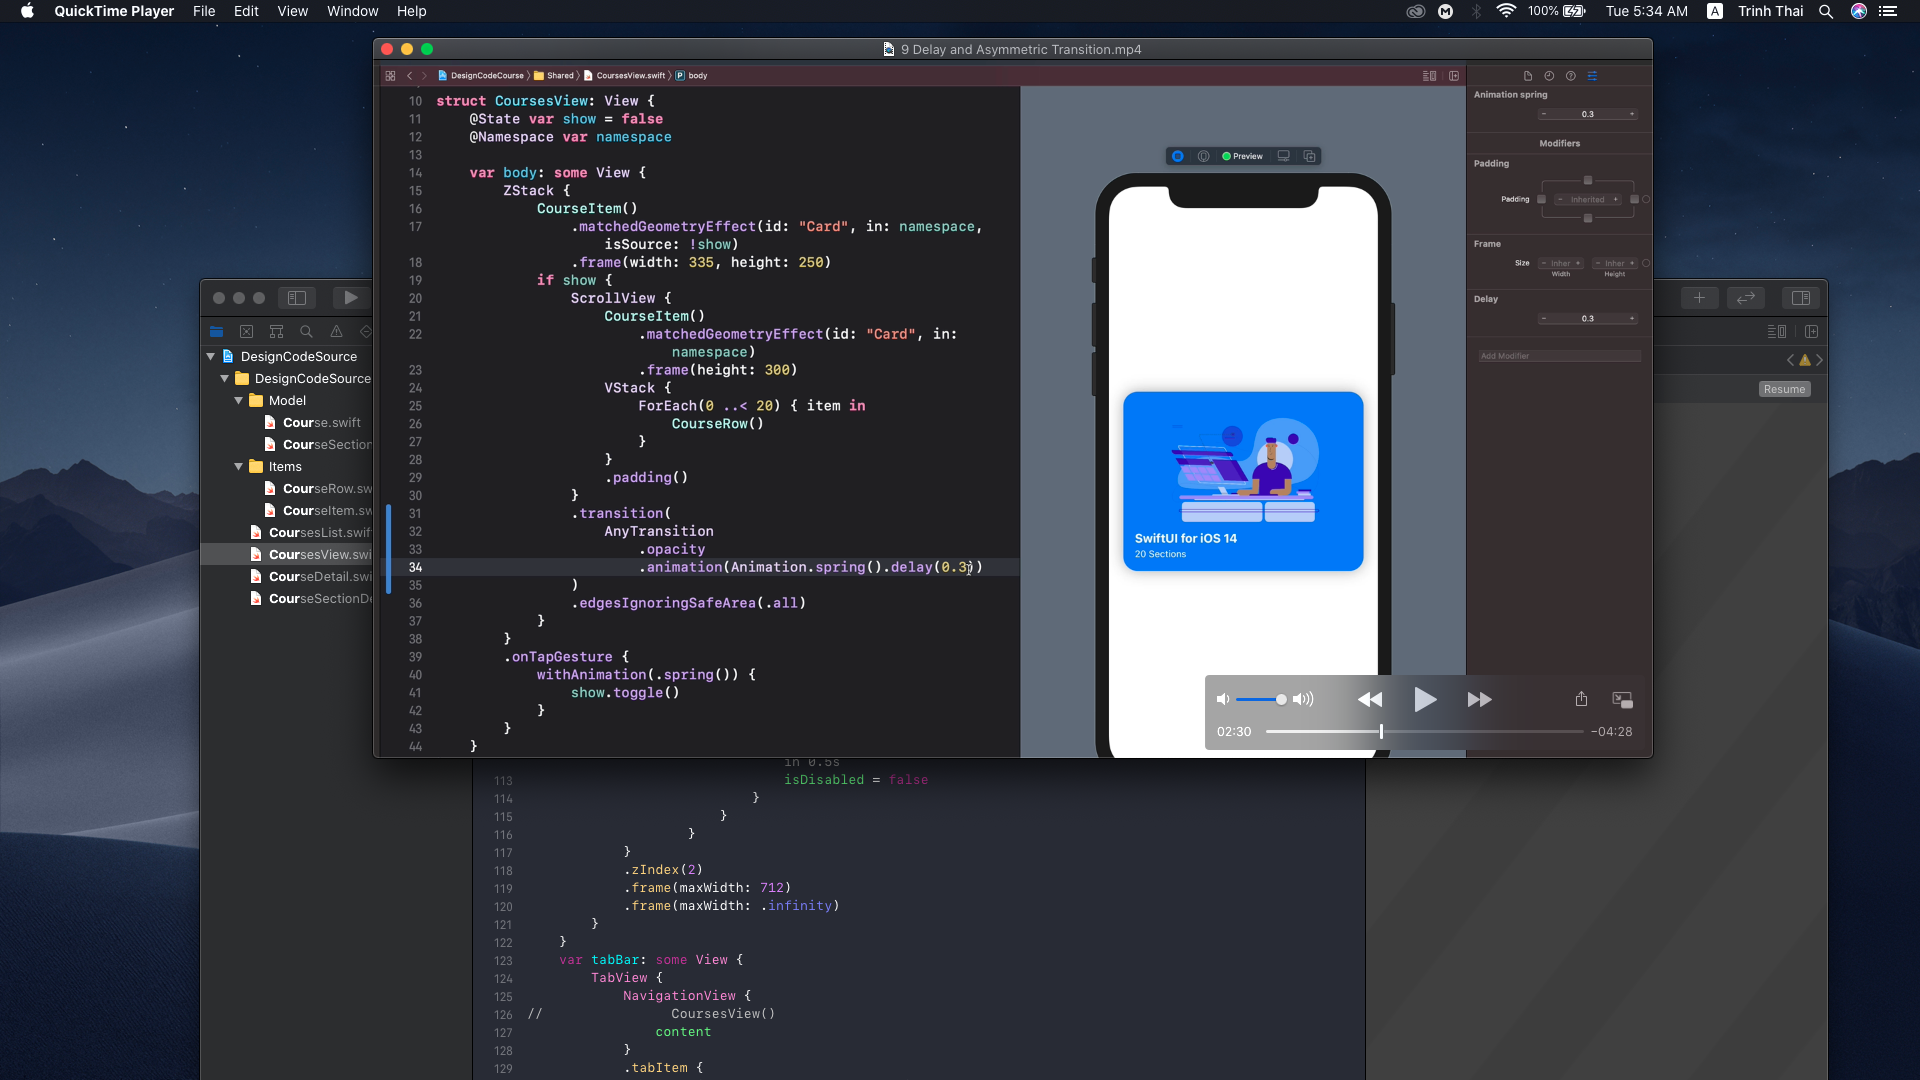 QuickTime Player File Edit View Window Help
100% Tue 5:34 AM A Trinh Thai
9 Delay and Asymmetric Transition.mp4
DesignCodeCourse Shared CoursesView.swift P body
10 struct CoursesView: View {
11 @State var show = false
12 @Namespace var namespace
13
14 var body: some View {
15 ZStack {
16 CourseItem()
17 .matchedGeometryEffect(id: "Card", in: namespace,
isSource: !show)
18 .frame(width: 335, height: 250)
19 if show {
20 ScrollView {
21 CourseItem()
22 .matchedGeometryEffect(id: "Card", in:
namespace)
23 .frame(height: 300)
24 VStack {
25 ForEach(0 ..< 20) { item in
26 CourseRow()
27 }
28 }
29 .padding()
30 }
31 .transition(
32 AnyTransition
33 .opacity
34 .animation(Animation.spring().delay(0.3))
35 )
36 .edgesIgnoringSafeArea(.all)
37 }
38 }
39 .onTapGesture {
40 withAnimation(.spring()) {
41 show.toggle()
42 }
43 }
44 }
Preview
SwiftUI for iOS 14
20 Sections
Animation spring
− 0.3 +
Modifiers
Padding
Padding − Inherited +
Frame
Size − Inher + − Inher +
Width Height
Delay
− 0.3 +
Add Modifier
02:30 −04:28
DesignCodeSource
DesignCodeSource
Model
Course.swift
CourseSection
Items
CourseRow.sw
CourseItem.sw
CoursesList.swif
CoursesView.swi
CourseDetail.swi
CourseSectionDe
Resume
in 0.5s
113 isDisabled = false
114 }
115 }
116 }
117 }
118 .zIndex(2)
119 .frame(maxWidth: 712)
120 .frame(maxWidth: .infinity)
121 }
122 }
123 var tabBar: some View {
124 TabView {
125 NavigationView {
126 // CoursesView()
127 content
128 }
129 .tabItem {